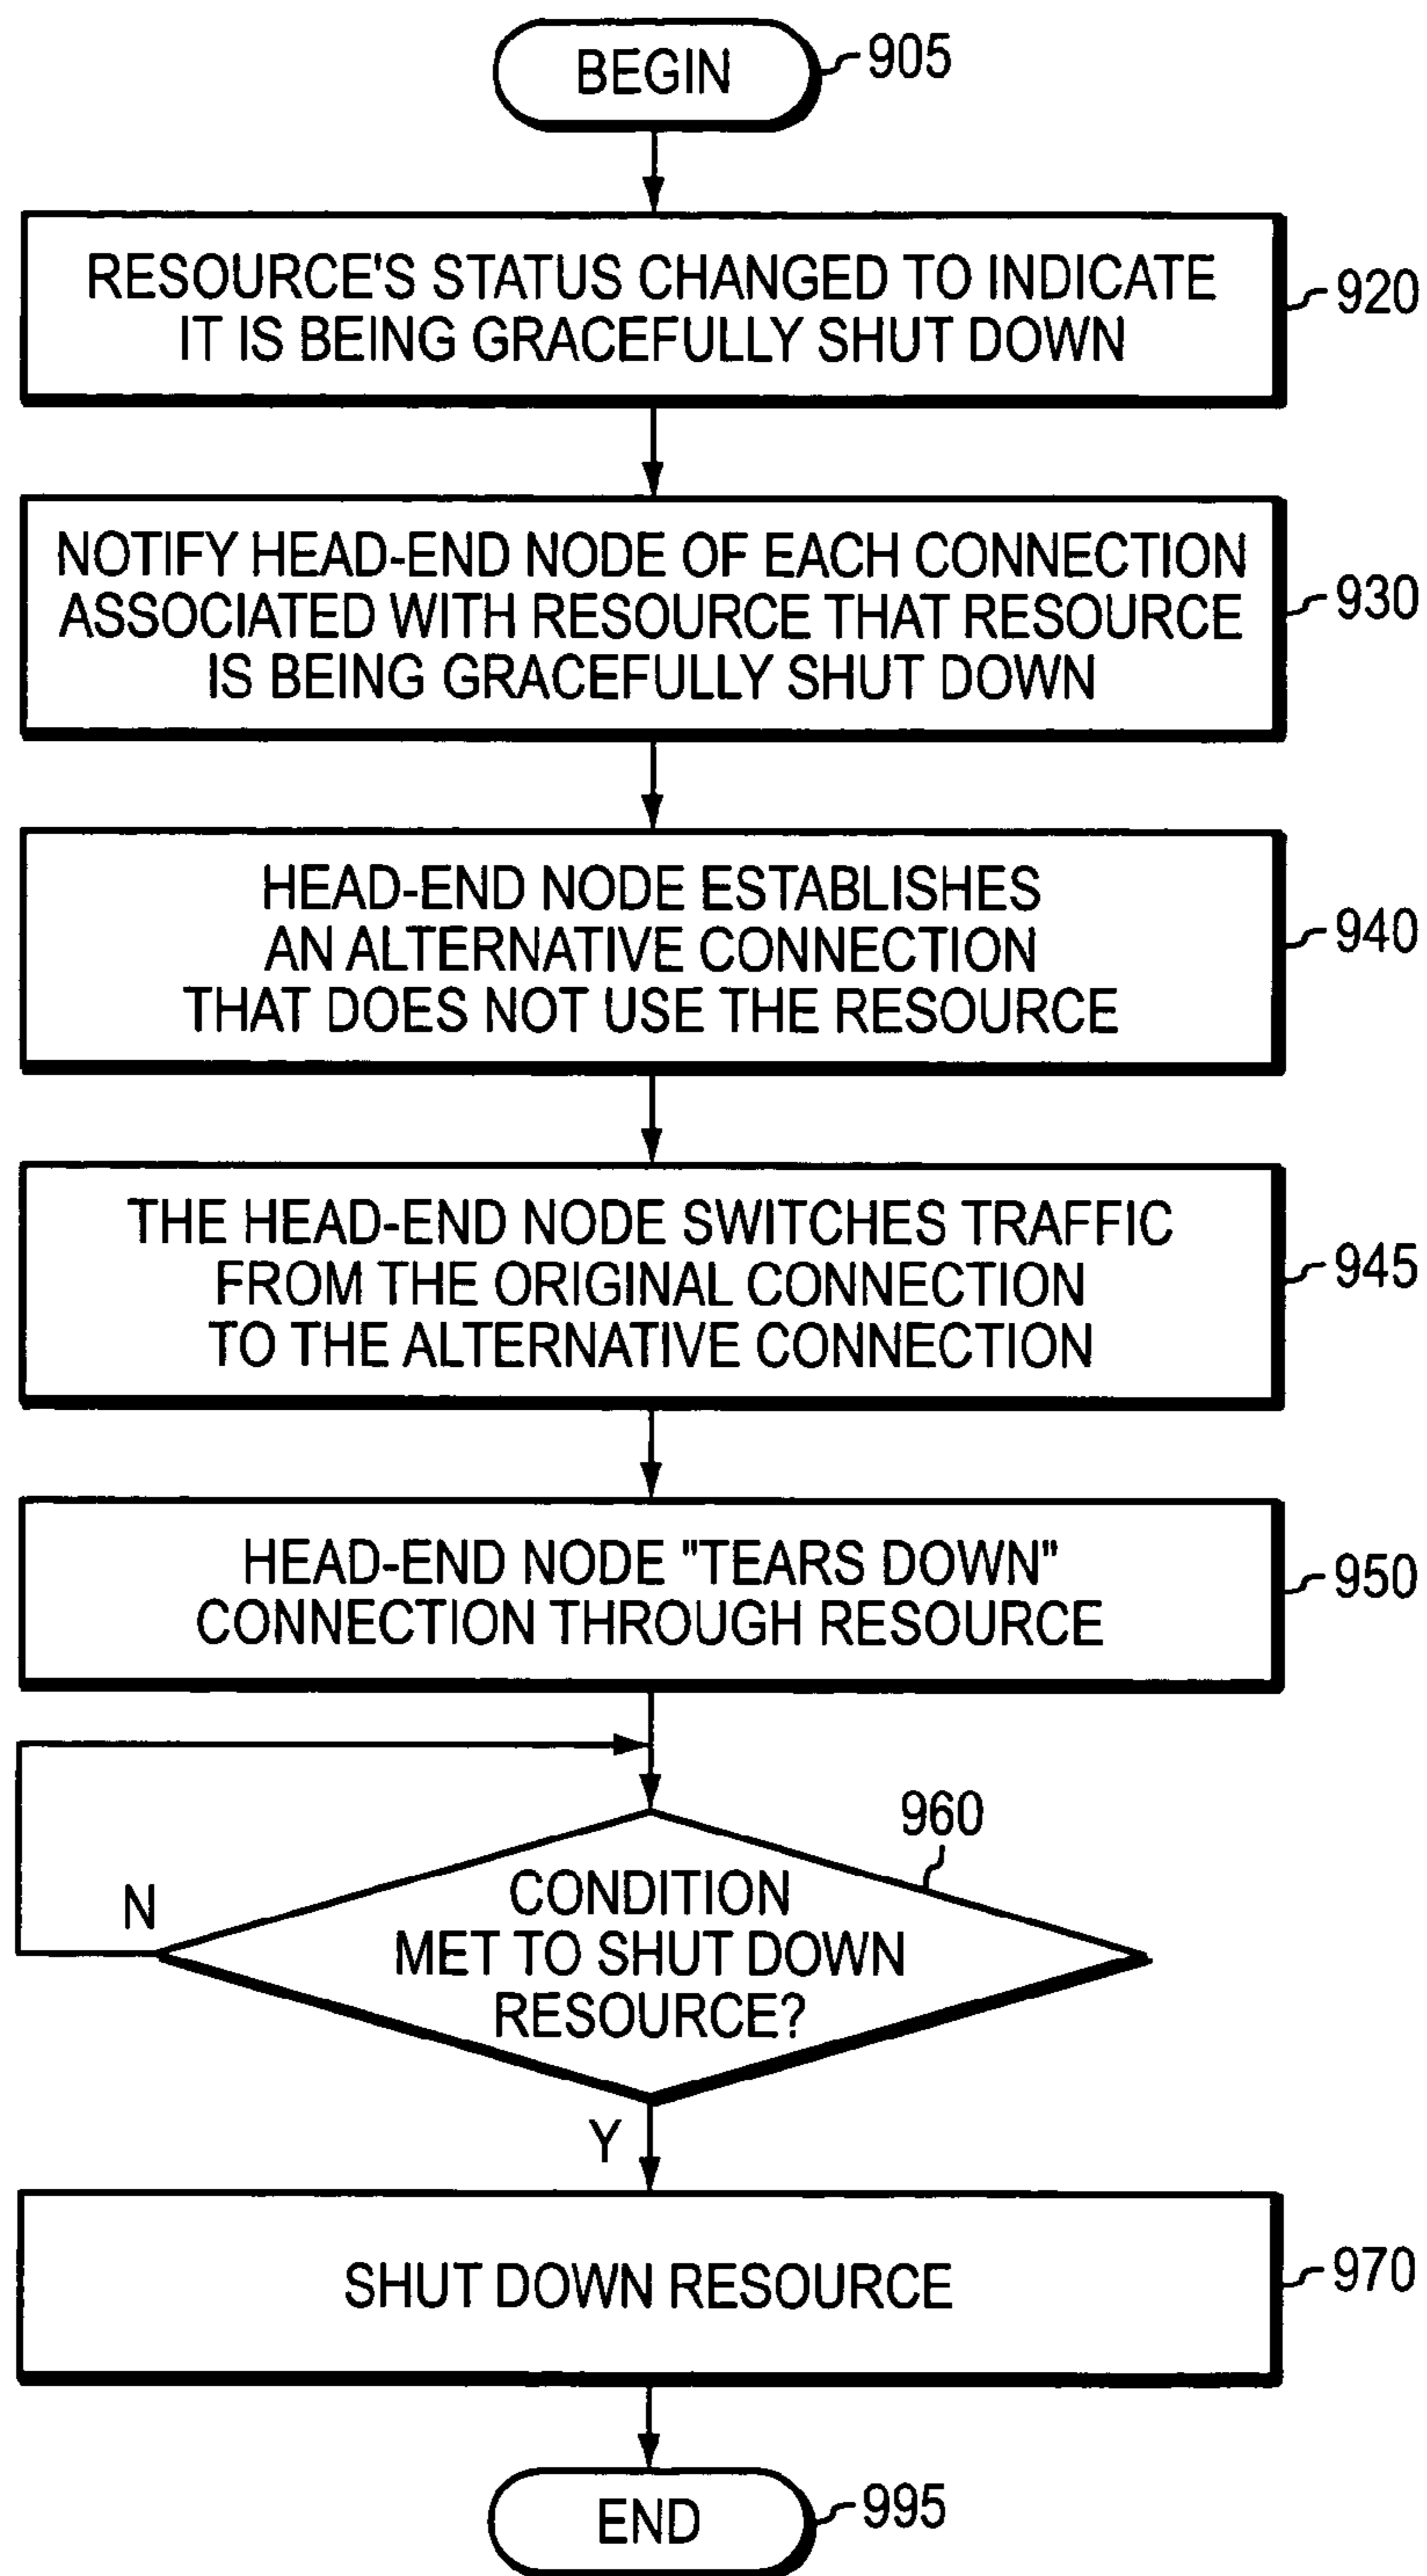 BEGIN
905
RESOURCE'S STATUS CHANGED TO INDICATE
IT IS BEING GRACEFULLY SHUT DOWN
920
NOTIFY HEAD-END NODE OF EACH CONNECTION
ASSOCIATED WITH RESOURCE THAT RESOURCE
IS BEING GRACEFULLY SHUT DOWN
930
HEAD-END NODE ESTABLISHES
AN ALTERNATIVE CONNECTION
THAT DOES NOT USE THE RESOURCE
940
THE HEAD-END NODE SWITCHES TRAFFIC
FROM THE ORIGINAL CONNECTION
TO THE ALTERNATIVE CONNECTION
945
HEAD-END NODE "TEARS DOWN"
CONNECTION THROUGH RESOURCE
950
960
CONDITION
MET TO SHUT DOWN
RESOURCE?
N
Y
SHUT DOWN RESOURCE
970
END
995